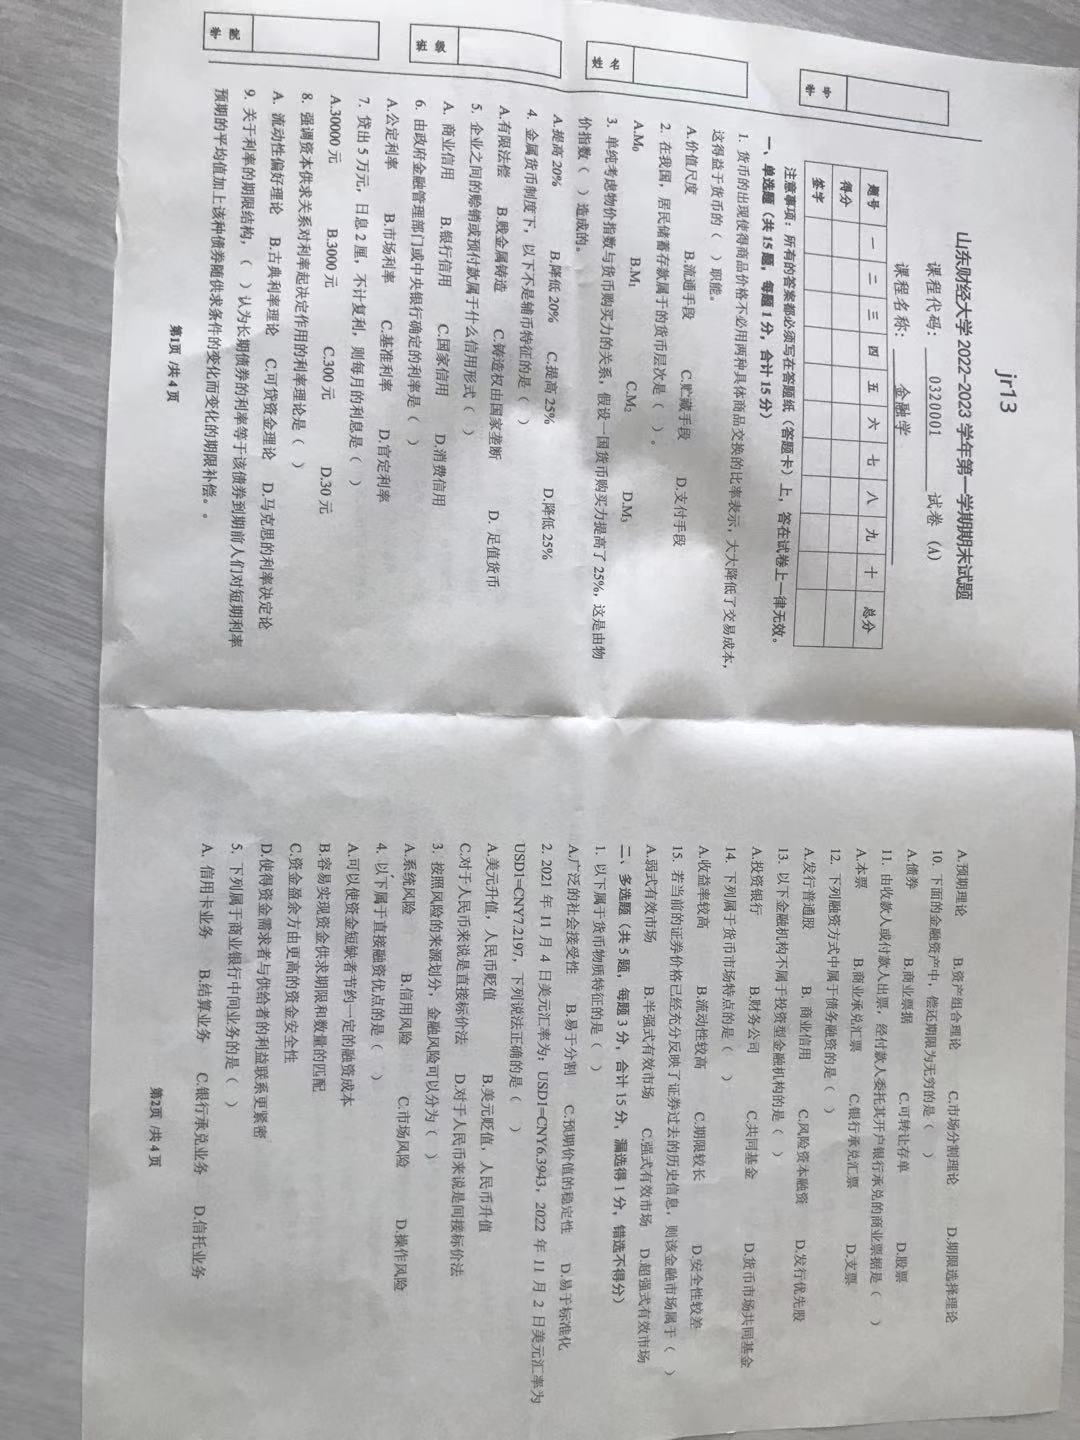 jr13
山东财经大学 2022-2023 学年第一学期期末试题
课程代码: 0320001 试卷 (A)
课程名称: 金融学
题号 一 二 三 四 五 六 七 八 九 十 总分
得分
签字
注意事项：所有的答案都必须写在答题纸（答题卡）上，答在试卷上一律无效。
一、单选题（共 15 题，每题 1 分，合计 15 分）
1. 货币的出现使得商品价格不必用两种具体商品交换的比率表示，大大降低了交易成本，
这得益于货币的（ ）职能。
A.价值尺度 B.流通手段 C.贮藏手段 D.支付手段
2. 在我国，居民储蓄存款属于的货币层次是（ ）。
A.M₀ B.M₁ C.M₂ D.M₃
3. 单纯考虑物价指数与货币购买力的关系，假设一国货币购买力提高了 25%，这是由物
价指数（ ）造成的。
A.提高 20% B.降低 20% C.提高 25% D.降低 25%
4. 金属货币制度下，以下不是辅币特征的是（ ）
A.有限法偿 B.贱金属铸造 C.铸造权由国家垄断 D. 足值货币
5. 企业之间的赊销或预付款属于什么信用形式（ ）
A. 商业信用 B.银行信用 C.国家信用 D.消费信用
6. 由政府金融管理部门或中央银行确定的利率是（ ）
A.公定利率 B.市场利率 C.基准利率 D.官定利率
7. 贷出 5 万元，日息 2 厘，不计复利，则每月的利息是（ ）
A.30000 元 B.3000 元 C.300 元 D.30 元
8. 强调资本供求关系对利率起决定作用的利率理论是（ ）
A. 流动性偏好理论 B.古典利率理论 C.可贷资金理论 D.马克思的利率决定论
9. 关于利率的期限结构，（ ）认为长期债券的利率等于该债券到期前人们对短期利率
预期的平均值加上该种债券随供求条件的变化而变化的期限补偿。。
第1页 /共 4 页
学号
姓名
班级
学院
A.预期理论 B.资产组合理论 C.市场分割理论 D.期限选择理论
10. 下面的金融资产中，偿还期限为无穷的是（ ）
A.债券 B.商业票据 C.可转让存单 D.股票
11. 由收款人或付款人出票，经付款人委托其开户银行承兑的商业票据是（ ）
A.本票 B.商业承兑汇票 C.银行承兑汇票 D.支票
12. 下列融资方式中属于债务融资的是（ ）
A.发行普通股 B. 商业信用 C.风险资本融资 D.发行优先股
13. 以下金融机构不属于投资型金融机构的是（ ）
A.投资银行 B.财务公司 C.共同基金 D.货币市场共同基金
14. 下列属于货币市场特点的是（ ）
A.收益率较高 B.流动性较高 C.期限较长 D.安全性较差
15. 若当前的证券价格已经充分反映了证券过去的历史信息，则该金融市场属于（ ）
A.弱式有效市场 B.半强式有效市场 C.强式有效市场 D.超强式有效市场
二、多选题（共 5 题，每题 3 分，合计 15 分，漏选得 1 分，错选不得分）
1. 以下属于货币物质特征的是（ ）
A.广泛的社会接受性 B.易于分割 C.预期价值的稳定性 D.易于标准化
2. 2021 年 11 月 4 日美元汇率为：USD1=CNY6.3943，2022 年 11 月 2 日美元汇率为
USD1=CNY7.2197，下列说法正确的是（ ）
A.美元升值，人民币贬值 B.美元贬值，人民币升值
C.对于人民币来说是直接标价法 D.对于人民币来说是间接标价法
3. 按照风险的来源划分，金融风险可以分为（ ）
A.系统风险 B.信用风险 C.市场风险 D.操作风险
4. 以下属于直接融资优点的是（ ）
A.可以使资金短缺者节约一定的融资成本
B.容易实现资金供求期限和数量的匹配
C.资金盈余方由更高的资金安全性
D.使得资金需求者与供给者的利益联系更紧密
5. 下列属于商业银行中间业务的是（ ）
A. 信用卡业务 B.结算业务 C.银行承兑业务 D.信托业务
第2页 /共 4 页